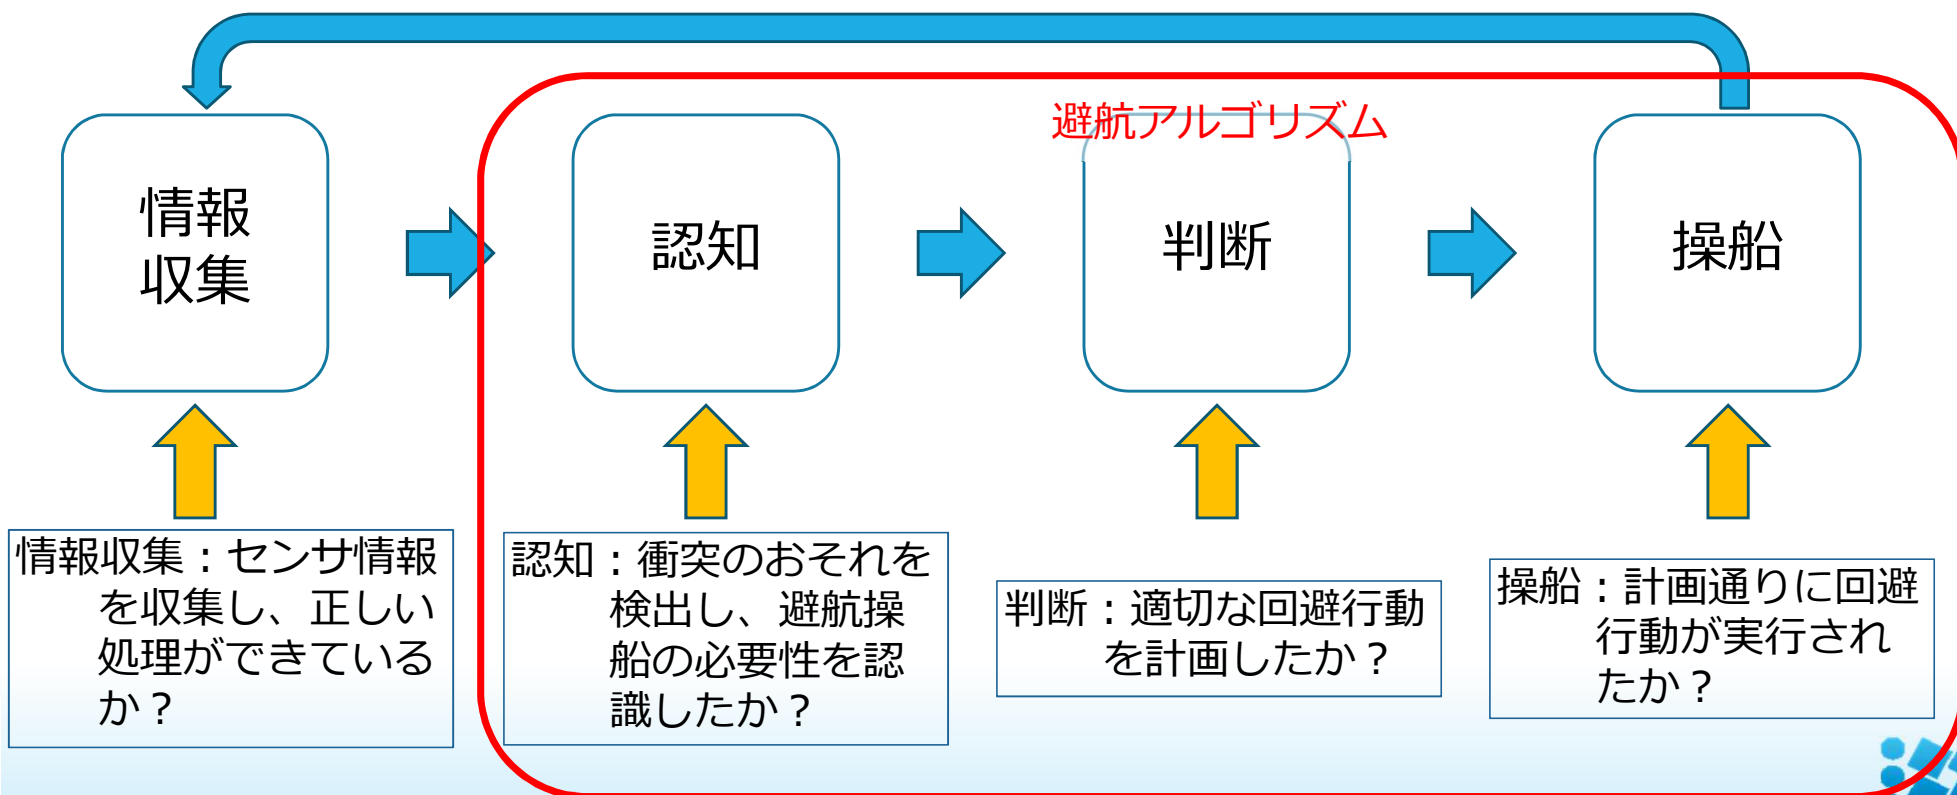 避航アルゴリズム
情報
収集
認知
判断
操船
情報収集：センサ情報
を収集し、正しい
処理ができている
か？
認知：衝突のおそれを
検出し、避航操
船の必要性を認
識したか？
判断：適切な回避行動
を計画したか？
操船：計画通りに回避
行動が実行され
たか？